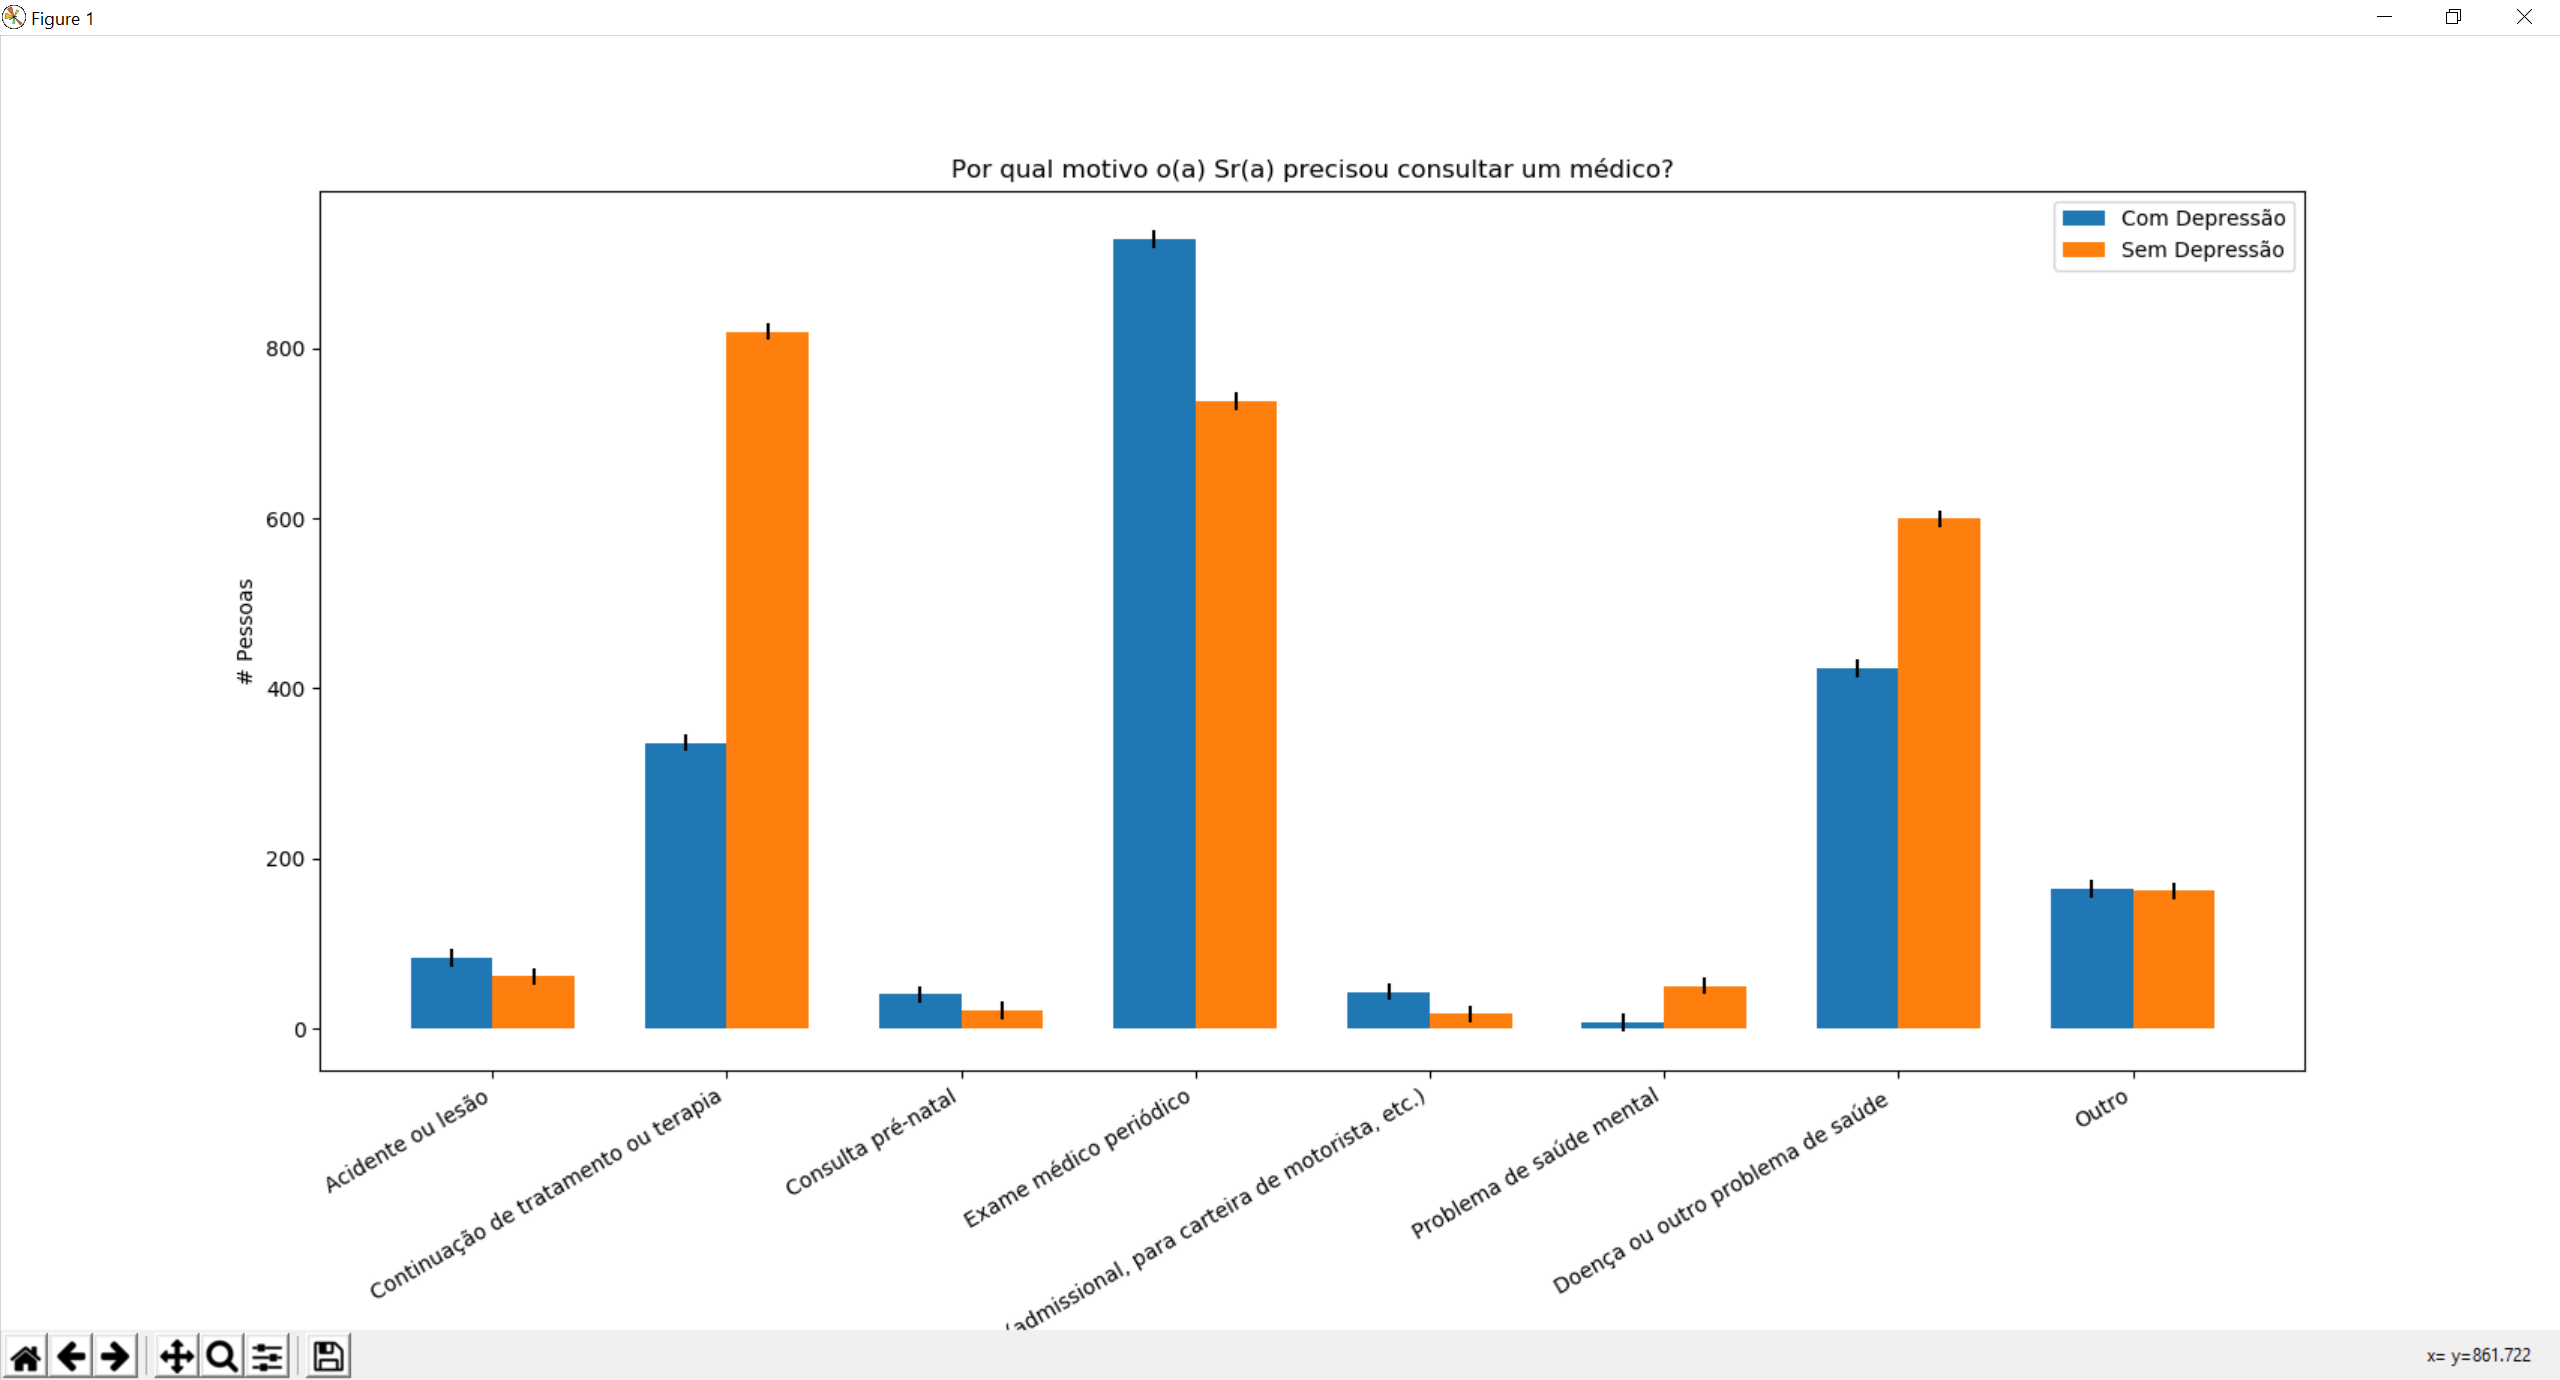 Figure 1
Por qual motivo o(a) Sr(a) precisou consultar um médico?
Com Depressão
Sem Depressão
800
600
400
200
0
# Pessoas
Acidente ou lesão
Continuação de tratamento ou terapia
Consulta pré-natal
Exame médico periódico
(admissional, para carteira de motorista, etc.)
Problema de saúde mental
Doença ou outro problema de saúde
Outro
x= y=861.722